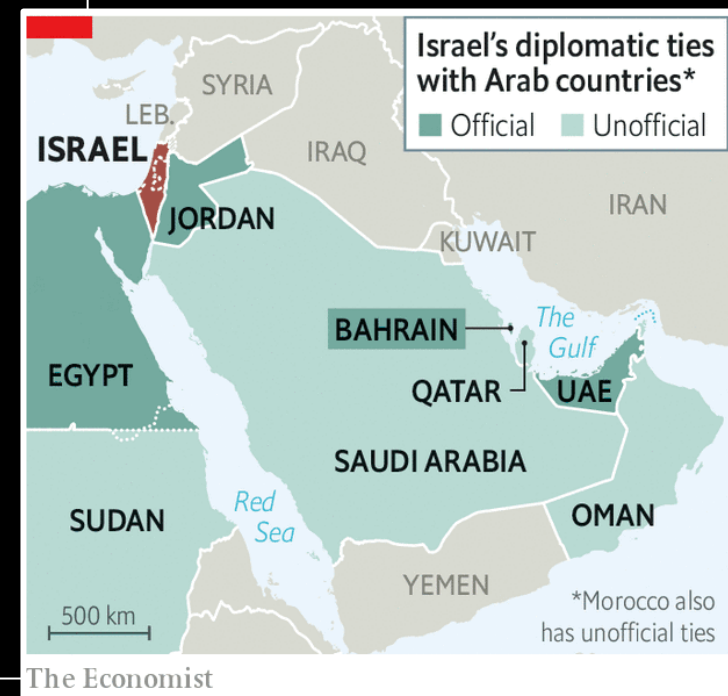 Israel's diplomatic ties
with Arab countries*
Official
Unofficial
SYRIA
LEB.
ISRAEL
IRAQ
IRAN
JORDAN
KUWAIT
The
Gulf
BAHRAIN
EGYPT
QATAR
UAE
SAUDI ARABIA
Red
Sea
SUDAN
OMAN
YEMEN
500 km
*Morocco also
has unofficial ties
The Economist